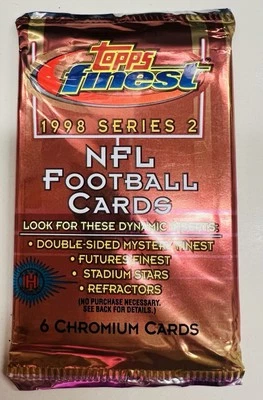 topps
finest
1998 SERIES 2
NFL
FOOTBALL
CARDS
LOOK FOR THESE DYNAMIC
• DOUBLE-SIDED MYSTERY FINEST
• FUTURES FINEST
• STADIUM STARS
• REFRACTORS
(NO PURCHASE NECESSARY.
SEE BACK FOR DETAILS.)
6 CHROMIUM CARDS